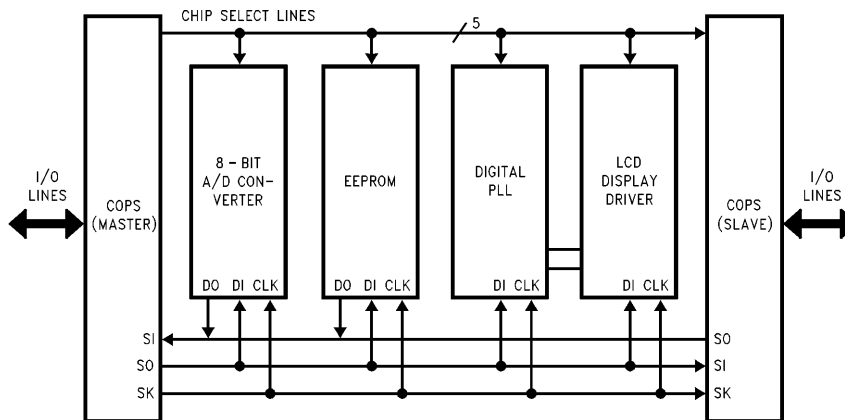 CHIP SELECT LINES
5
8 - BIT
A/D CON-
VERTER
EEPROM
DIGITAL
PLL
LCD
DISPLAY
DRIVER
I/O
LINES
COPS
(MASTER)
COPS
(SLAVE)
I/O
LINES
DO DI CLK
DO DI CLK
DI CLK
DI CLK
SI
SO
SO
SI
SK
SK